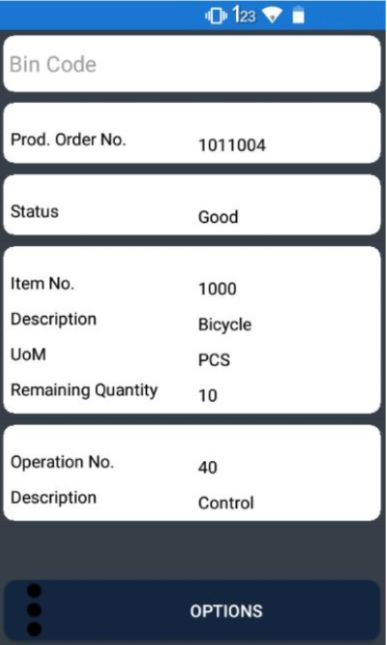 123
Bin Code
Prod. Order No. 1011004
Status Good
Item No. 1000
Description Bicycle
UoM PCS
Remaining Quantity 10
Operation No. 40
Description Control
OPTIONS